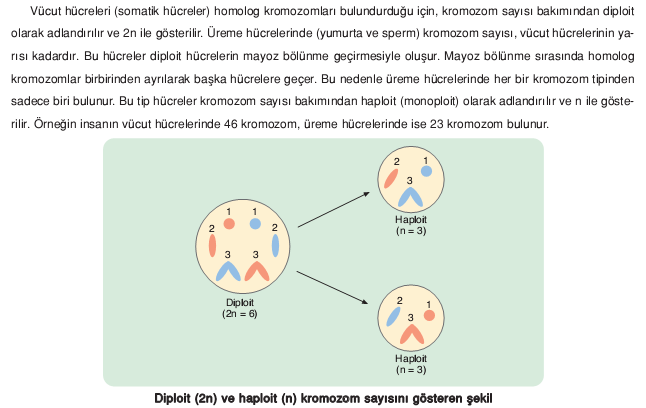 Vücut hücreleri (somatik hücreler) homolog kromozomları bulundurduğu için, kromozom sayısı bakımından diploit
olarak adlandırılır ve 2n ile gösterilir. Üreme hücrelerinde (yumurta ve sperm) kromozom sayısı, vücut hücrelerinin ya-
rısı kadardır. Bu hücreler diploit hücrelerin mayoz bölünme geçirmesiyle oluşur. Mayoz bölünme sırasında homolog
kromozomlar birbirinden ayrılarak başka hücrelere geçer. Bu nedenle üreme hücrelerinde her bir kromozom tipinden
sadece biri bulunur. Bu tip hücreler kromozom sayısı bakımından haploit (monoploit) olarak adlandırılır ve n ile göste-
rilir. Örneğin insanın vücut hücrelerinde 46 kromozom, üreme hücrelerinde ise 23 kromozom bulunur.
2 1
3
Haploit
(n = 3)
1 1
2 2
3 3
Diploit
(2n = 6)
2 1
3
Haploit
(n = 3)
Diploit (2n) ve haploit (n) kromozom sayısını gösteren şekil